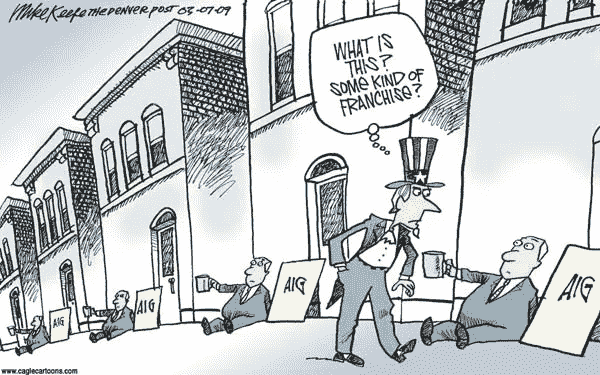 Mike Keefe THE DENVER POST 03-07-09
WHAT IS
THIS?
SOME KIND OF
FRANCHISE?
AIG
AIG
AIG
AIG
www.caglecartoons.com